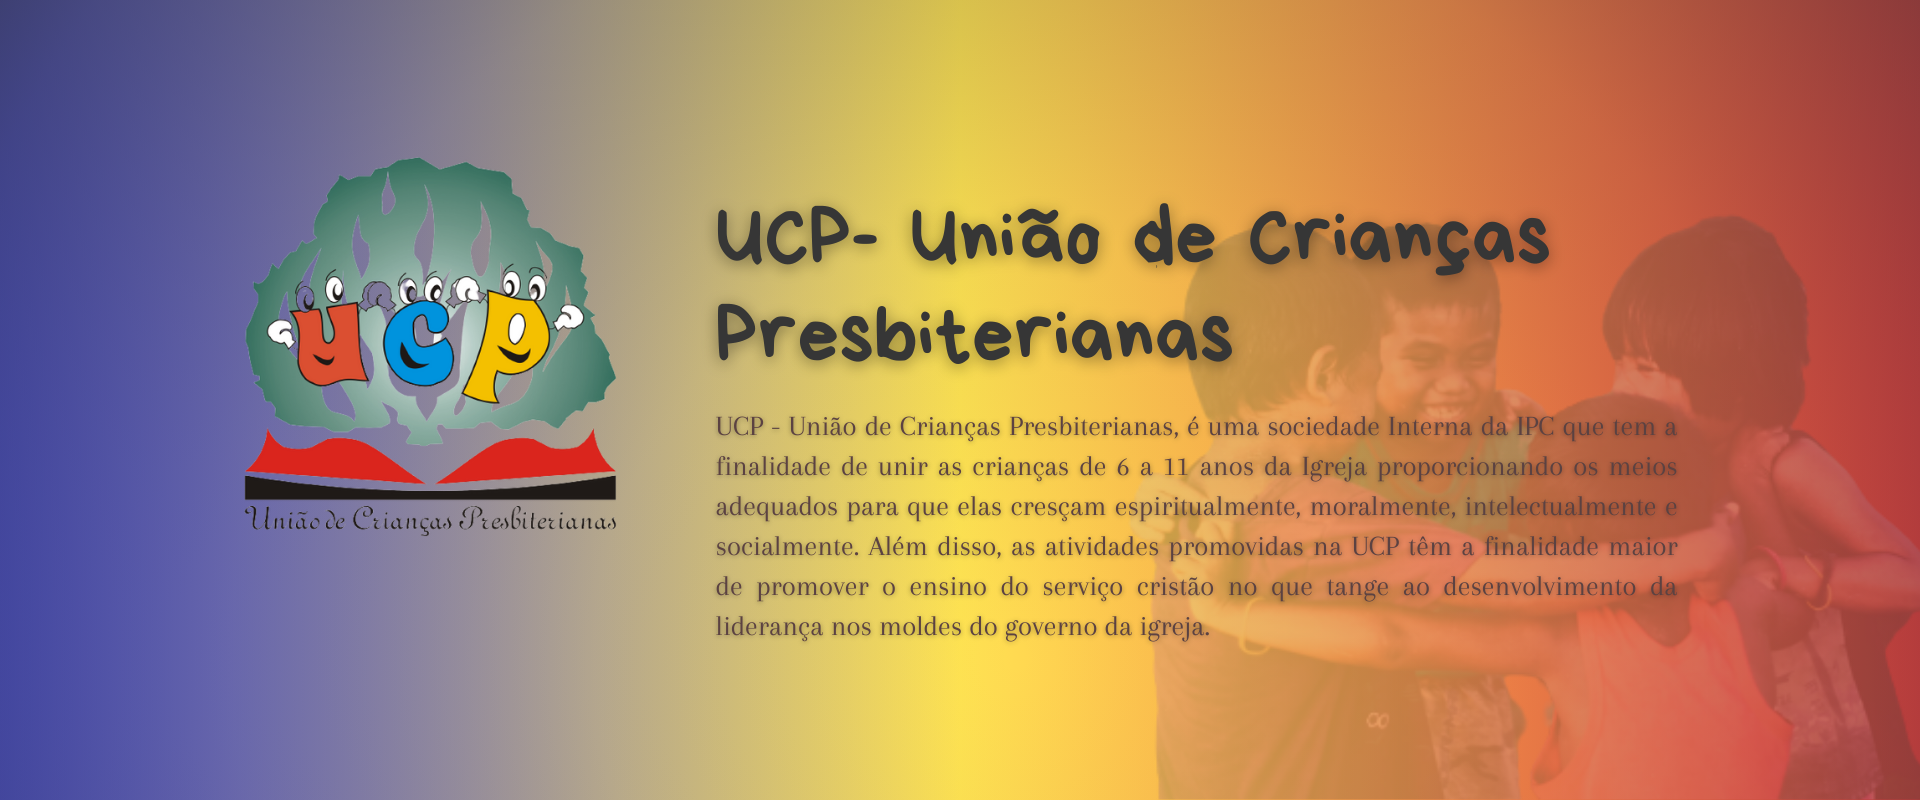 ucp
União de Crianças Presbiterianas
UCP- União de Crianças
Presbiterianas
UCP - União de Crianças Presbiterianas, é uma sociedade Interna da IPC que tem a
finalidade de unir as crianças de 6 a 11 anos da Igreja proporcionando os meios
adequados para que elas cresçam espiritualmente, moralmente, intelectualmente e
socialmente. Além disso, as atividades promovidas na UCP têm a finalidade maior
de promover o ensino do serviço cristão no que tange ao desenvolvimento da
liderança nos moldes do governo da igreja.